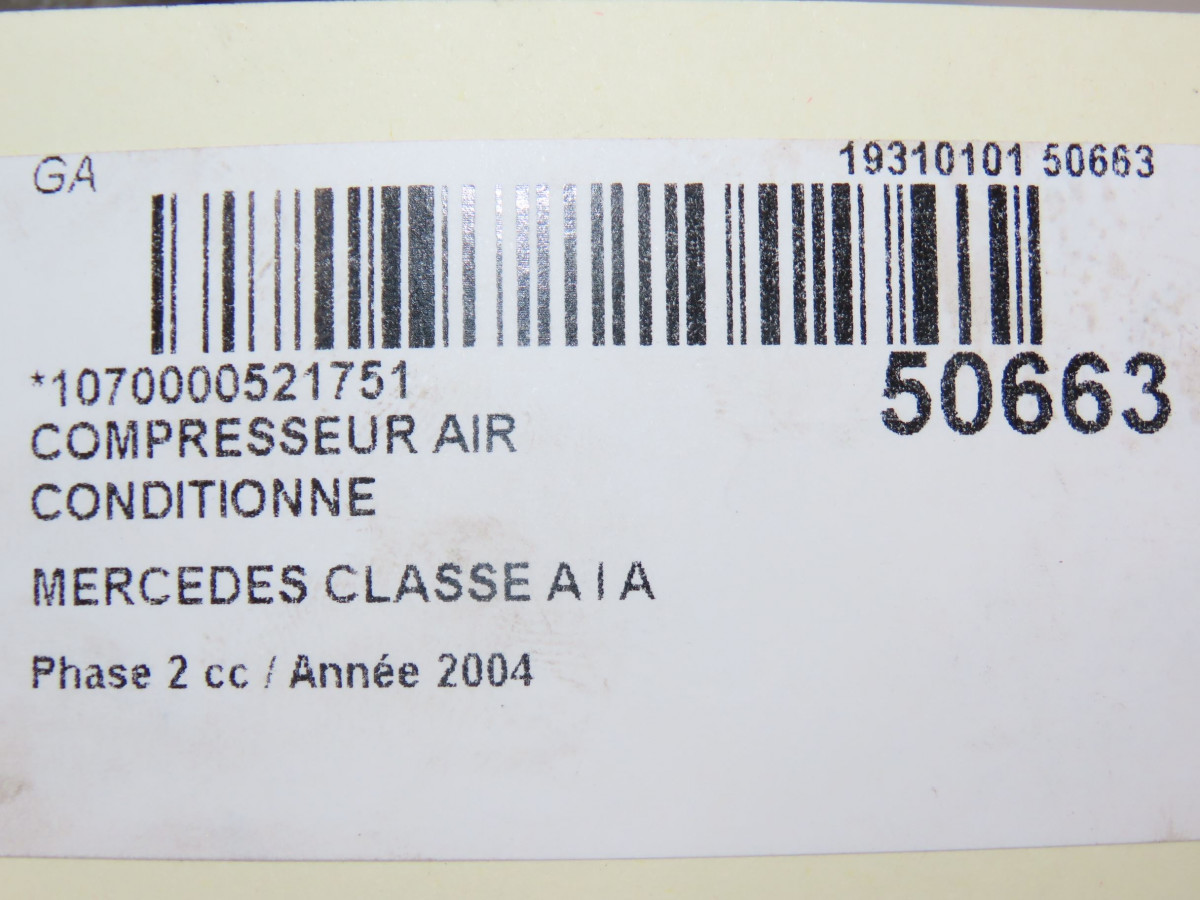 GA
19310101 50663
*1070000521751
50663
COMPRESSEUR AIR
CONDITIONNE
MERCEDES CLASSE A I A
Phase 2 cc / Année 2004